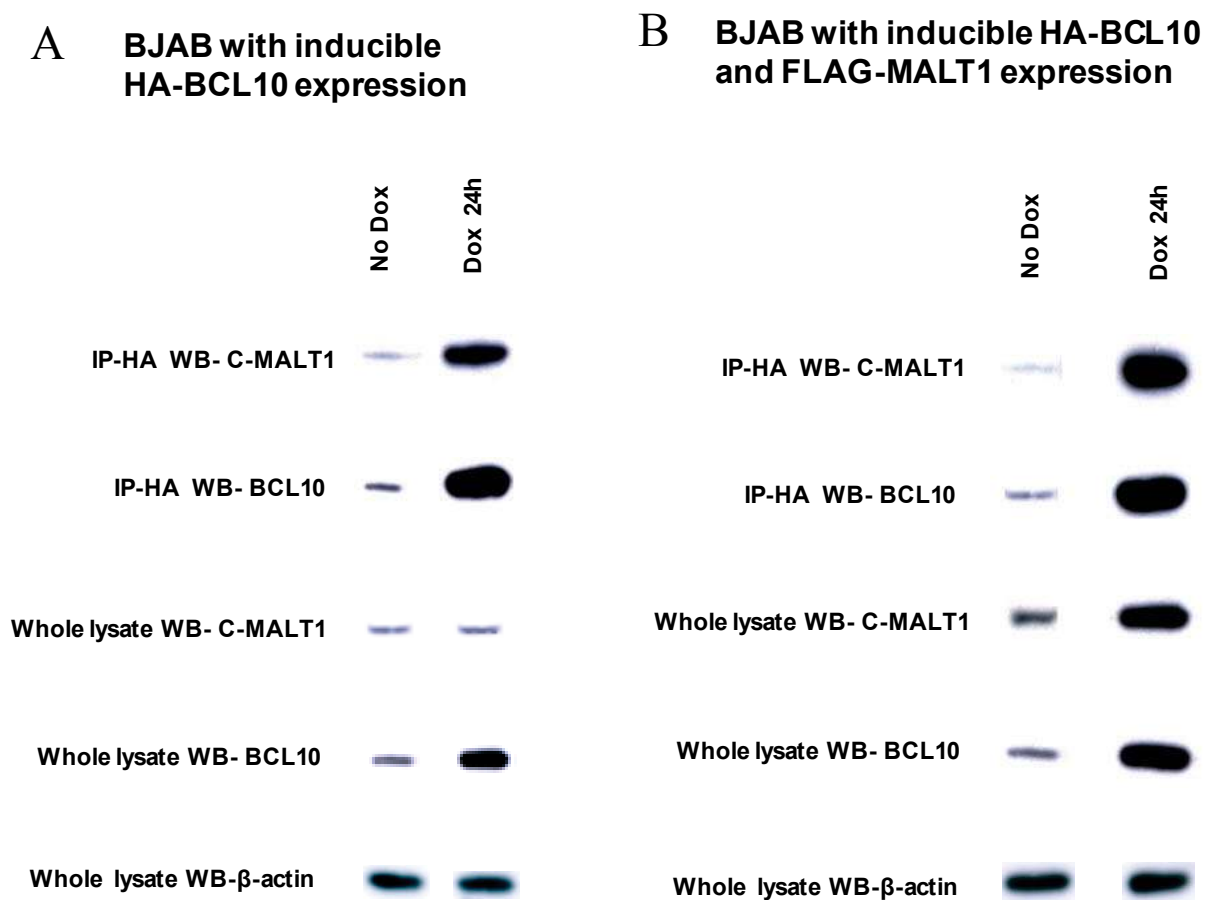 A
BJAB with inducible
HA-BCL10 expression
No Dox
Dox 24h
IP-HA WB- C-MALT1
IP-HA WB- BCL10
Whole lysate WB- C-MALT1
Whole lysate WB- BCL10
Whole lysate WB-β-actin
B
BJAB with inducible HA-BCL10
and FLAG-MALT1 expression
No Dox
Dox 24h
IP-HA WB- C-MALT1
IP-HA WB- BCL10
Whole lysate WB- C-MALT1
Whole lysate WB- BCL10
Whole lysate WB-β-actin